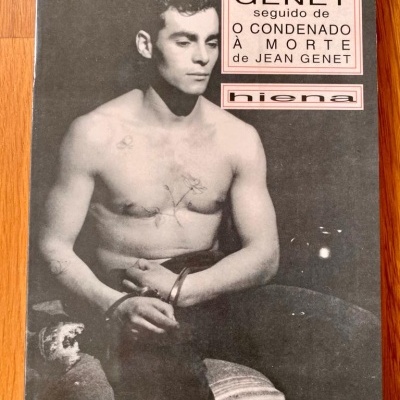 GENET
seguido de
O CONDENADO
À MORTE
de JEAN GENET
hiena